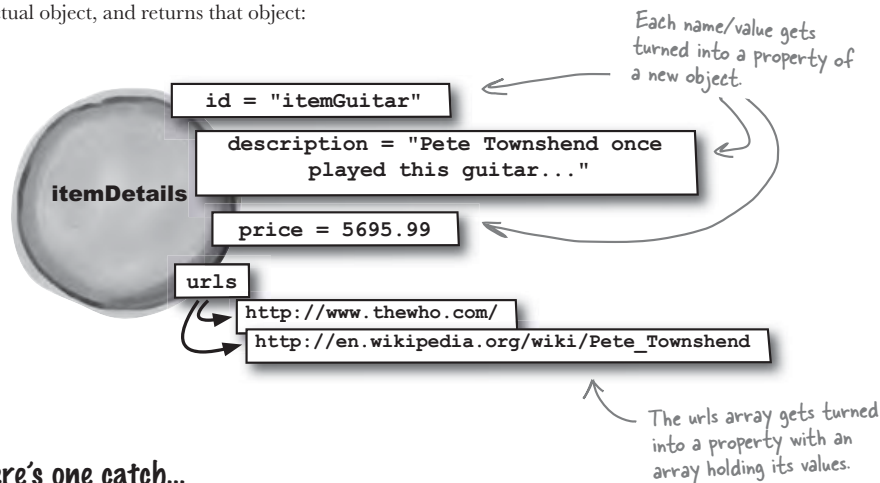 ctual object, and returns that object:
Each name/value gets
turned into a property of
a new object.
id = "itemGuitar"
description = "Pete Townshend once
played this guitar..."
itemDetails
price = 5695.99
urls
http://www.thewho.com/
http://en.wikipedia.org/wiki/Pete_Townshend
The urls array gets turned
into a property with an
array holding its values.
ere's one catch...